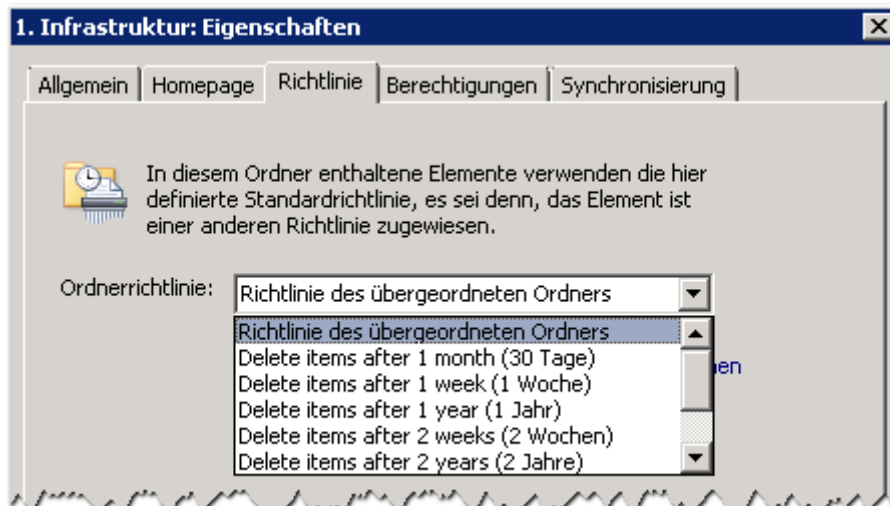 1. Infrastruktur: Eigenschaften
Allgemein Homepage Richtlinie Berechtigungen Synchronisierung
In diesem Ordner enthaltene Elemente verwenden die hier
definierte Standardrichtlinie, es sei denn, das Element ist
einer anderen Richtlinie zugewiesen.
Ordnerrichtlinie: Richtlinie des übergeordneten Ordners
Richtlinie des übergeordneten Ordners
Delete items after 1 month (30 Tage)
Delete items after 1 week (1 Woche)
Delete items after 1 year (1 Jahr)
Delete items after 2 weeks (2 Wochen)
Delete items after 2 years (2 Jahre)